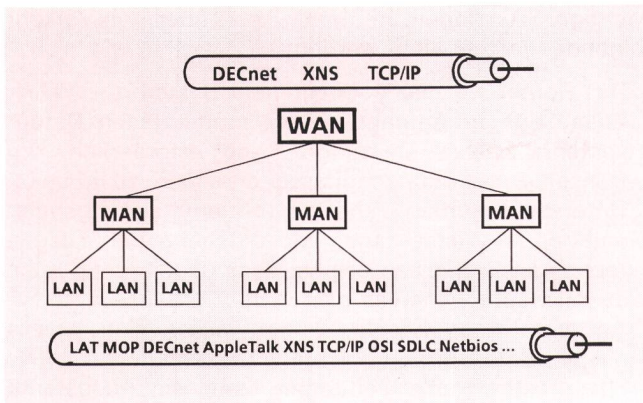 DECnet XNS TCP/IP
WAN
MAN MAN MAN
LAN LAN LAN LAN LAN LAN LAN LAN LAN
LAT MOP DECnet AppleTalk XNS TCP/IP OSI SDLC Netbios ...